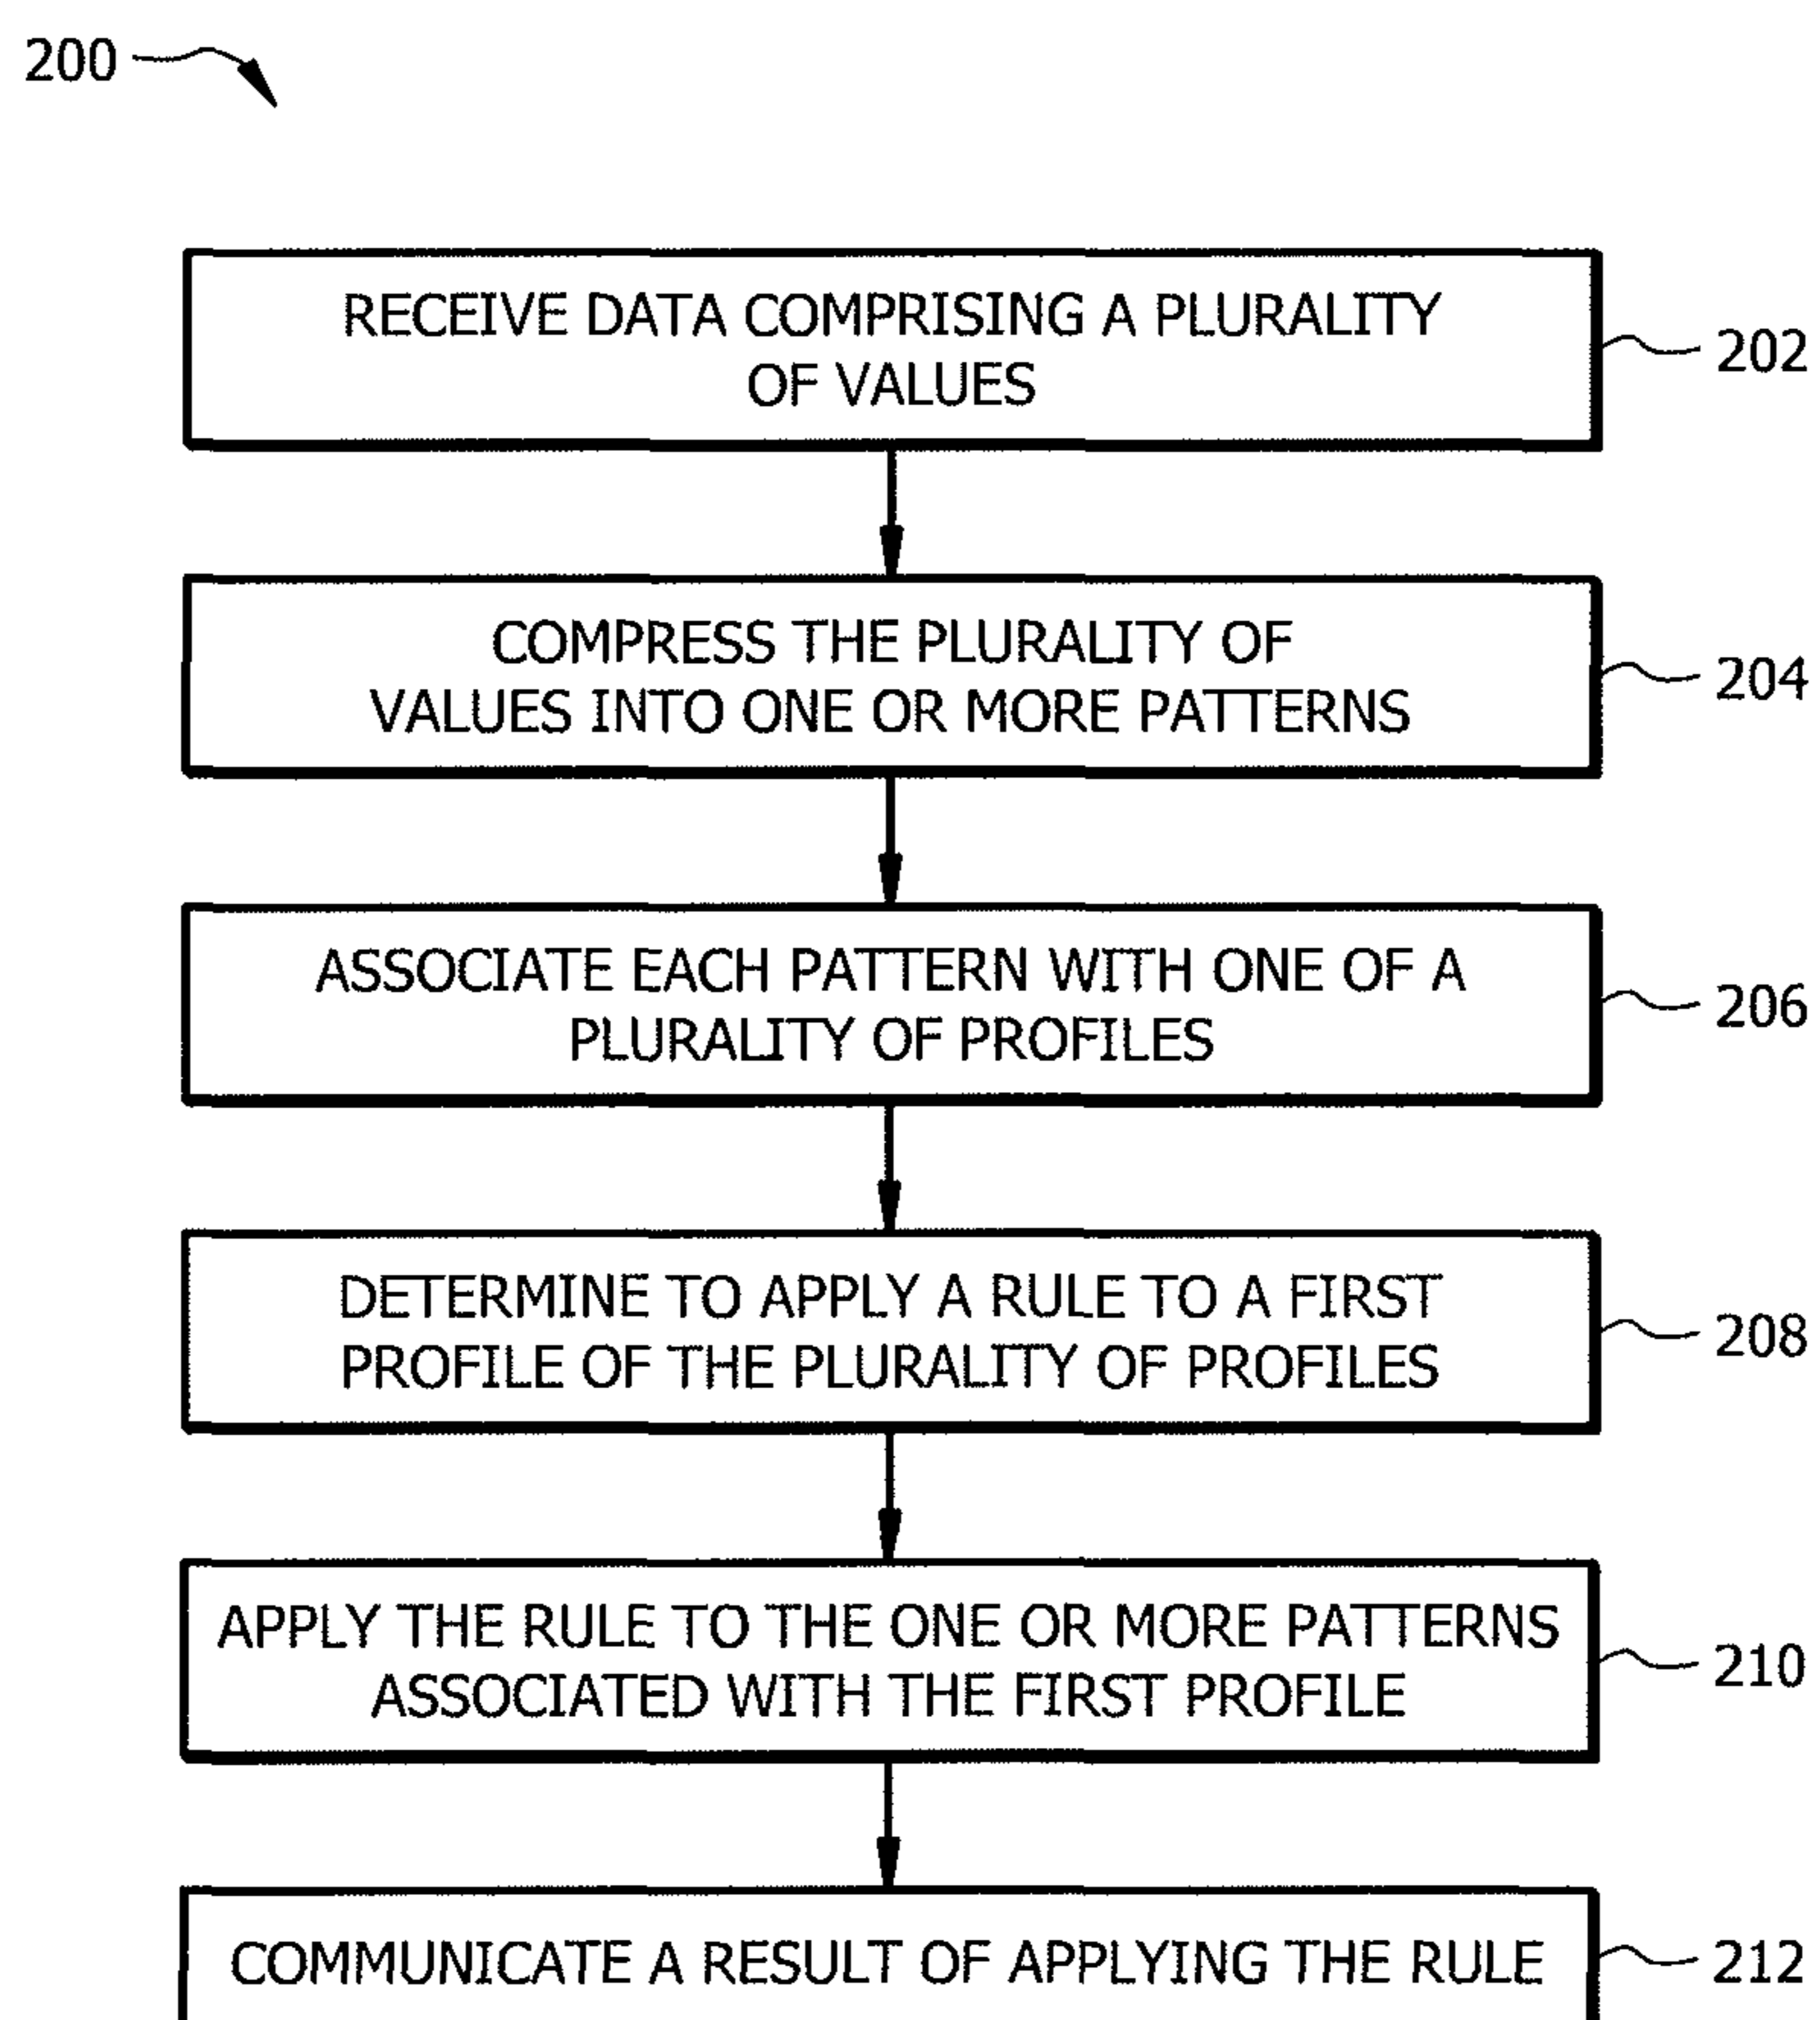 200
RECEIVE DATA COMPRISING A PLURALITY
OF VALUES
202
COMPRESS THE PLURALITY OF
VALUES INTO ONE OR MORE PATTERNS
204
ASSOCIATE EACH PATTERN WITH ONE OF A
PLURALITY OF PROFILES
206
DETERMINE TO APPLY A RULE TO A FIRST
PROFILE OF THE PLURALITY OF PROFILES
208
APPLY THE RULE TO THE ONE OR MORE PATTERNS
ASSOCIATED WITH THE FIRST PROFILE
210
COMMUNICATE A RESULT OF APPLYING THE RULE
212